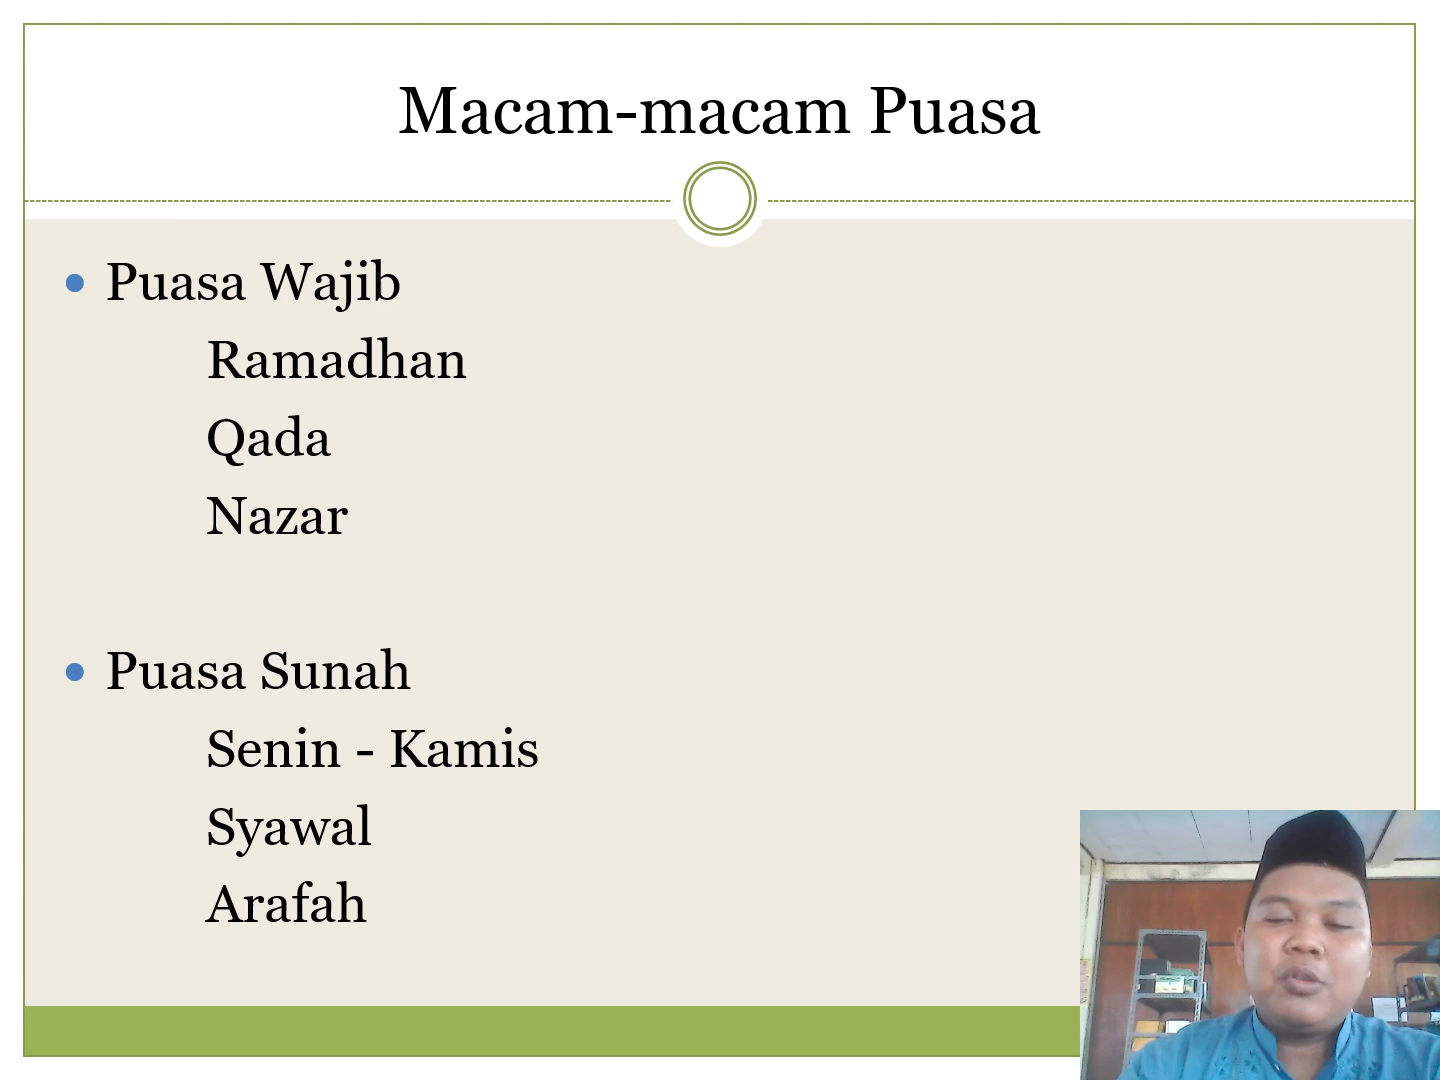 Macam-macam Puasa
• Puasa Wajib
Ramadhan
Qada
Nazar
• Puasa Sunah
Senin - Kamis
Syawal
Arafah